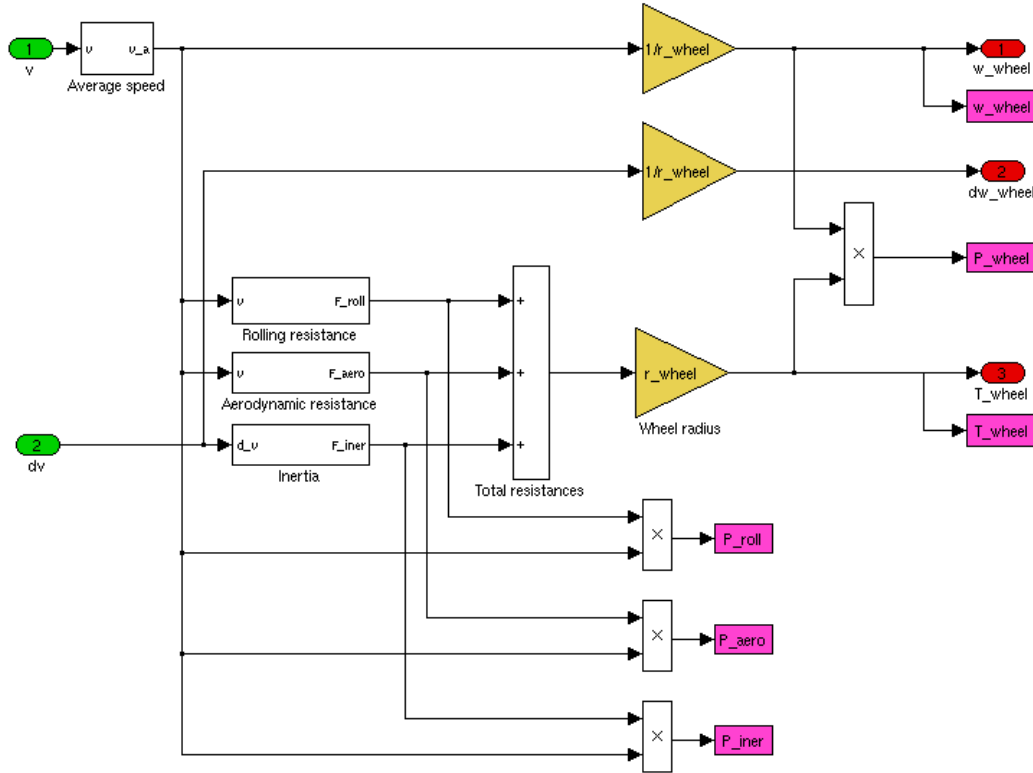 1
v
v
v_a
Average speed
1/r_wheel
1
w_wheel
w_wheel
1/r_wheel
2
dw_wheel
×
P_wheel
v
F_roll
Rolling resistance
+
v
F_aero
Aerodynamic resistance
+
r_wheel
Wheel radius
3
T_wheel
T_wheel
2
dv
d_v
F_iner
Inertia
+
Total resistances
×
P_roll
×
P_aero
×
P_iner